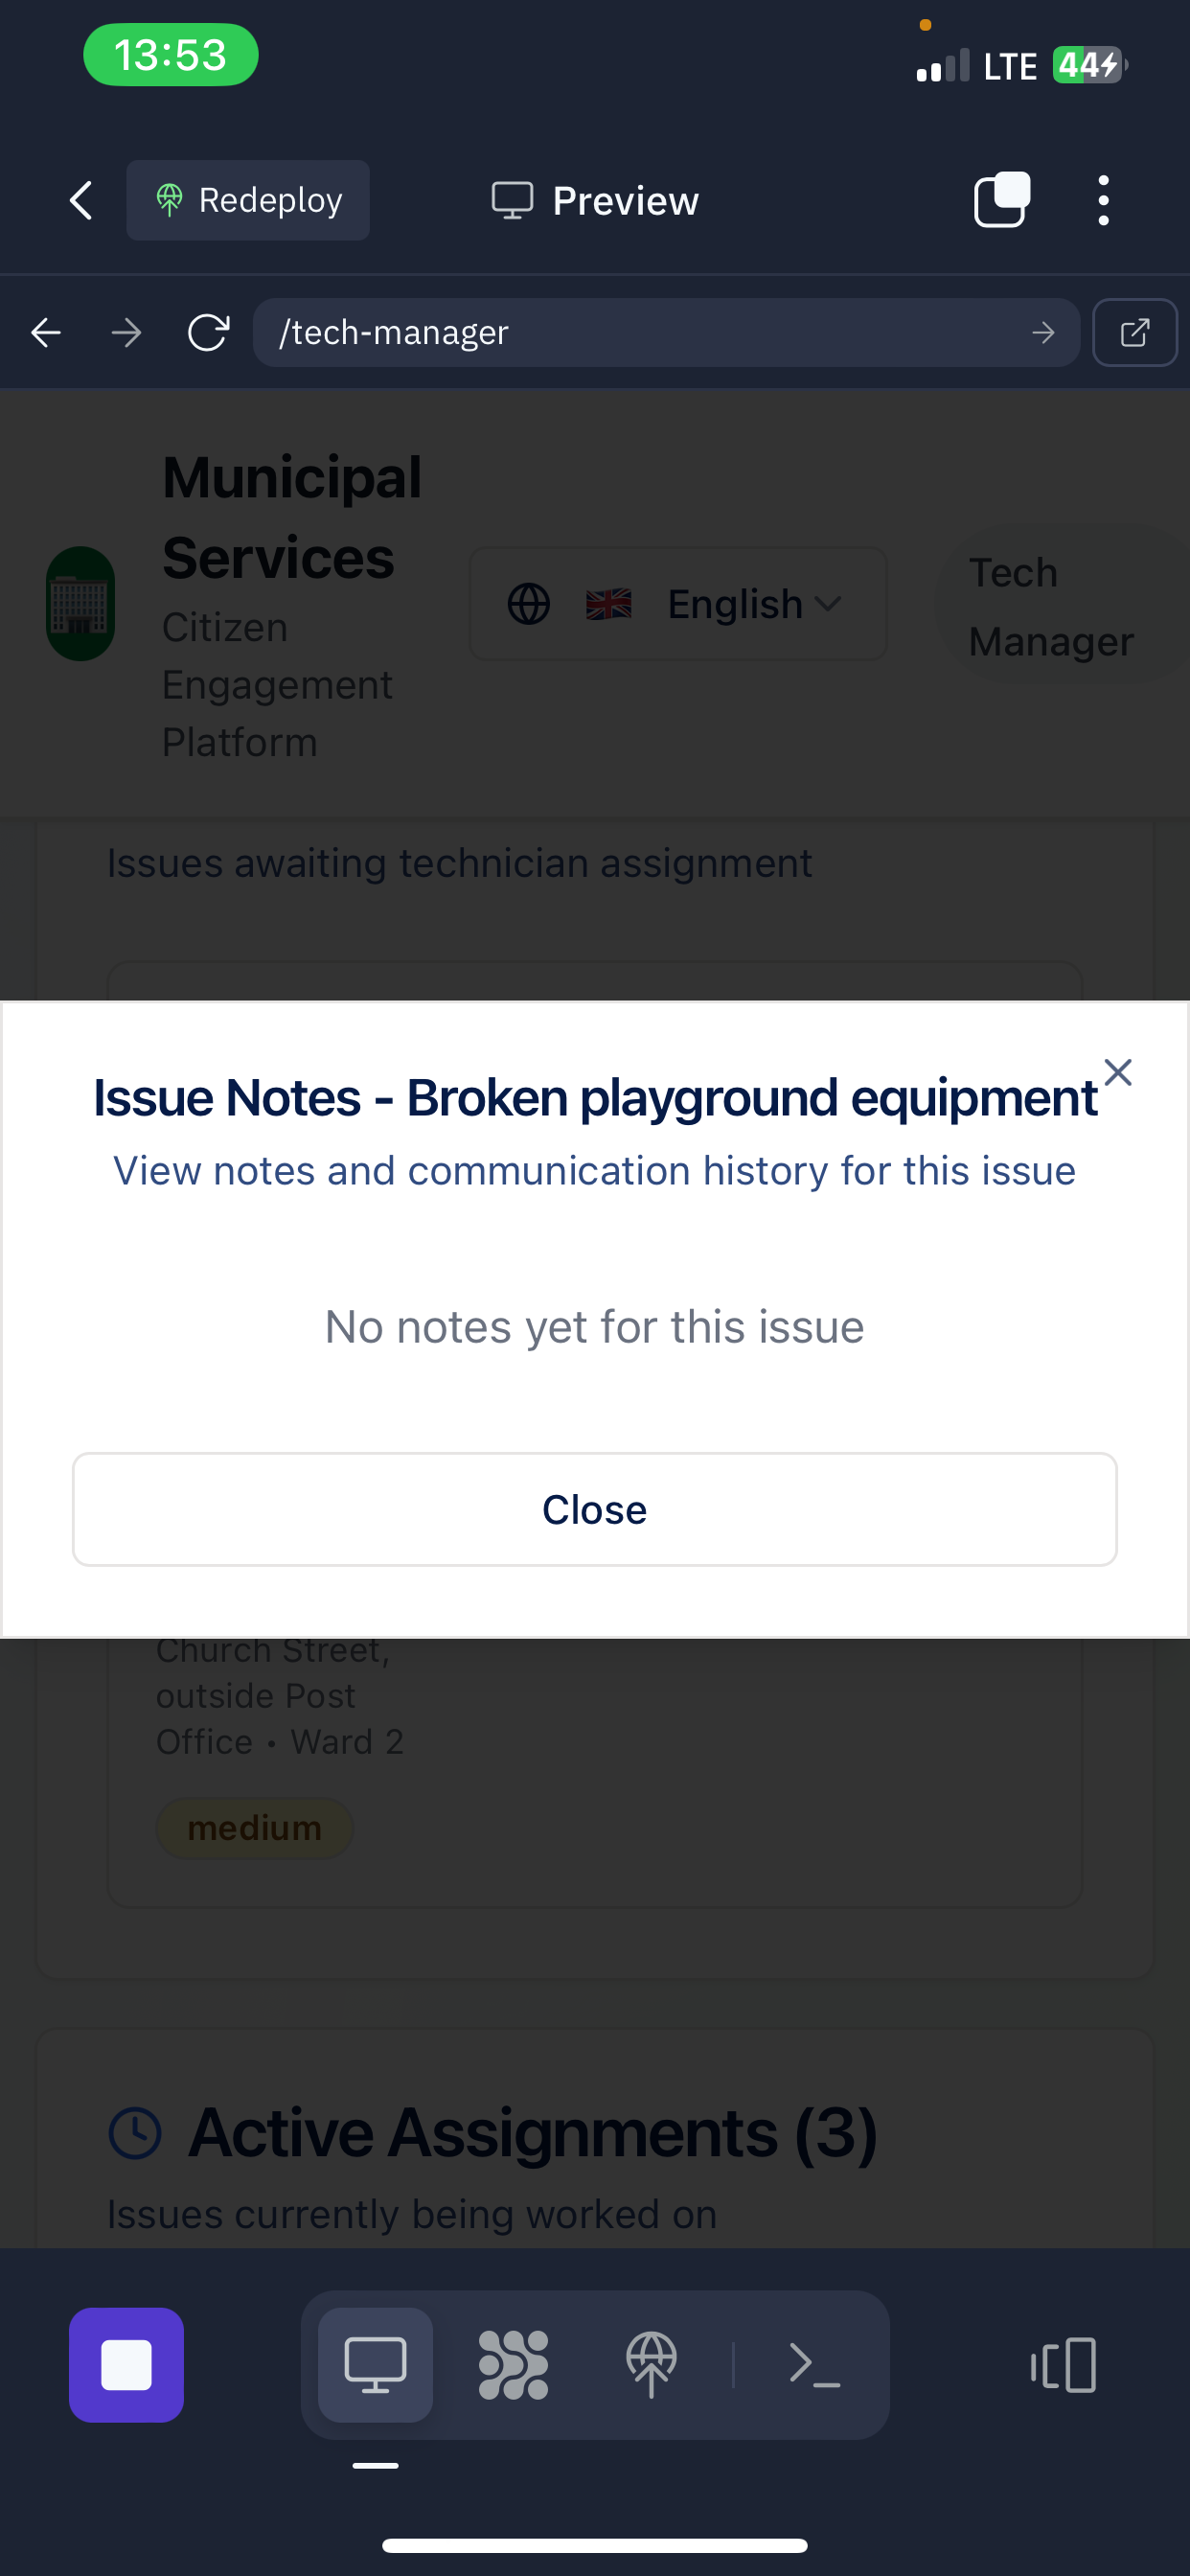 13:53
LTE
44
Redeploy
Preview
/tech-manager
Municipal
Services
Citizen
Engagement
Platform
English
Tech
Manager
Issues awaiting technician assignment
Issue Notes - Broken playground equipment
View notes and communication history for this issue
No notes yet for this issue
Close
Church Street,
outside Post
Office • Ward 2
medium
Active Assignments (3)
Issues currently being worked on